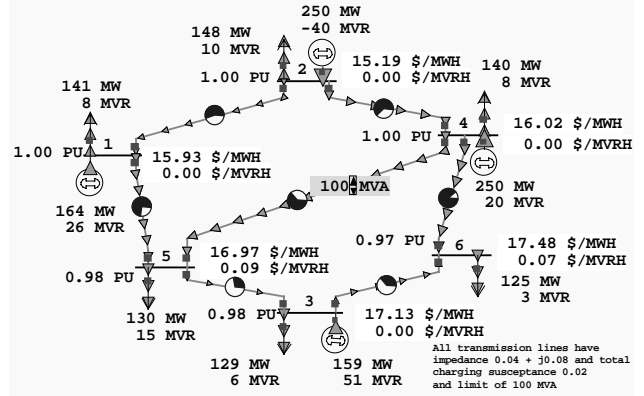 250 MW
-40 MVR
148 MW
10 MVR
15.19 $/MWH
0.00 $/MVRH
2
1.00 PU
140 MW
8 MVR
141 MW
8 MVR
4
16.02 $/MWH
1.00 PU
0.00 $/MVRH
1
1.00 PU
15.93 $/MWH
0.00 $/MVRH
100 MVA
250 MW
20 MVR
164 MW
26 MVR
0.97 PU
6
17.48 $/MWH
0.07 $/MVRH
5
16.97 $/MWH
0.09 $/MVRH
0.98 PU
125 MW
3 MVR
130 MW
15 MVR
3
0.98 PU
17.13 $/MWH
0.00 $/MVRH
129 MW
6 MVR
159 MW
51 MVR
All transmission lines have
impedance 0.04 + j0.08 and total
charging susceptance 0.02
and limit of 100 MVA